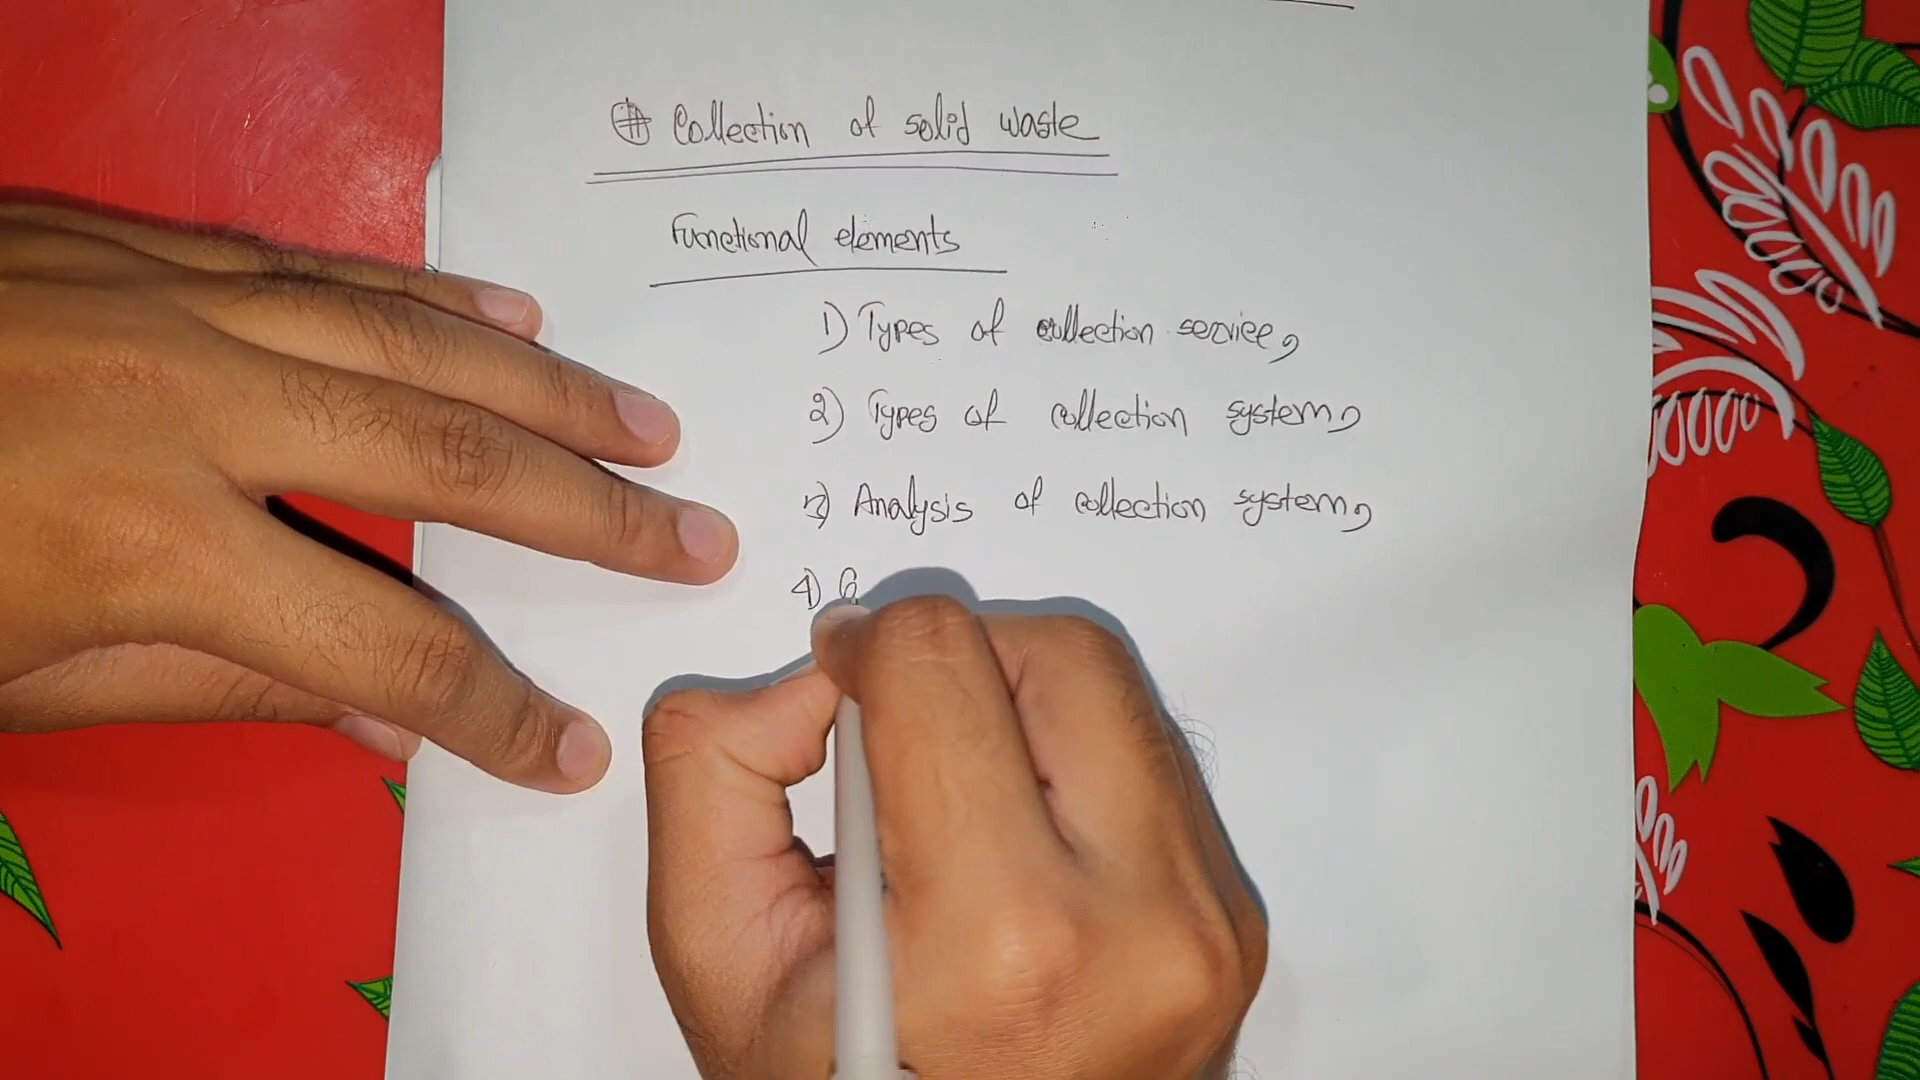 # Collection of solid waste
Functional elements
1) Types of collection service,
2) Types of collection system,
3) Analysis of collection system,
4) G